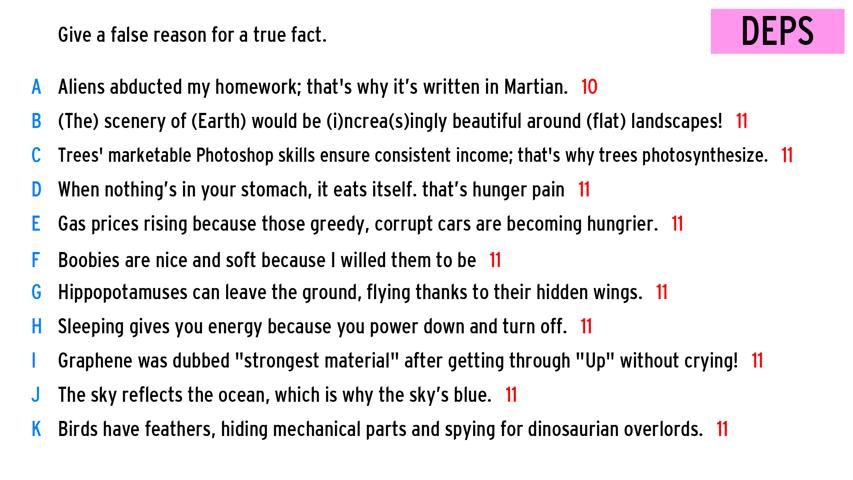 Give a false reason for a true fact.
DEPS
A Aliens abducted my homework; that's why it’s written in Martian. 10
B (The) scenery of (Earth) would be (i)ncrea(s)ingly beautiful around (flat) landscapes! 11
C Trees' marketable Photoshop skills ensure consistent income; that's why trees photosynthesize. 11
D When nothing’s in your stomach, it eats itself. that’s hunger pain 11
E Gas prices rising because those greedy, corrupt cars are becoming hungrier. 11
F Boobies are nice and soft because I willed them to be 11
G Hippopotamuses can leave the ground, flying thanks to their hidden wings. 11
H Sleeping gives you energy because you power down and turn off. 11
I Graphene was dubbed "strongest material" after getting through "Up" without crying! 11
J The sky reflects the ocean, which is why the sky’s blue. 11
K Birds have feathers, hiding mechanical parts and spying for dinosaurian overlords. 11